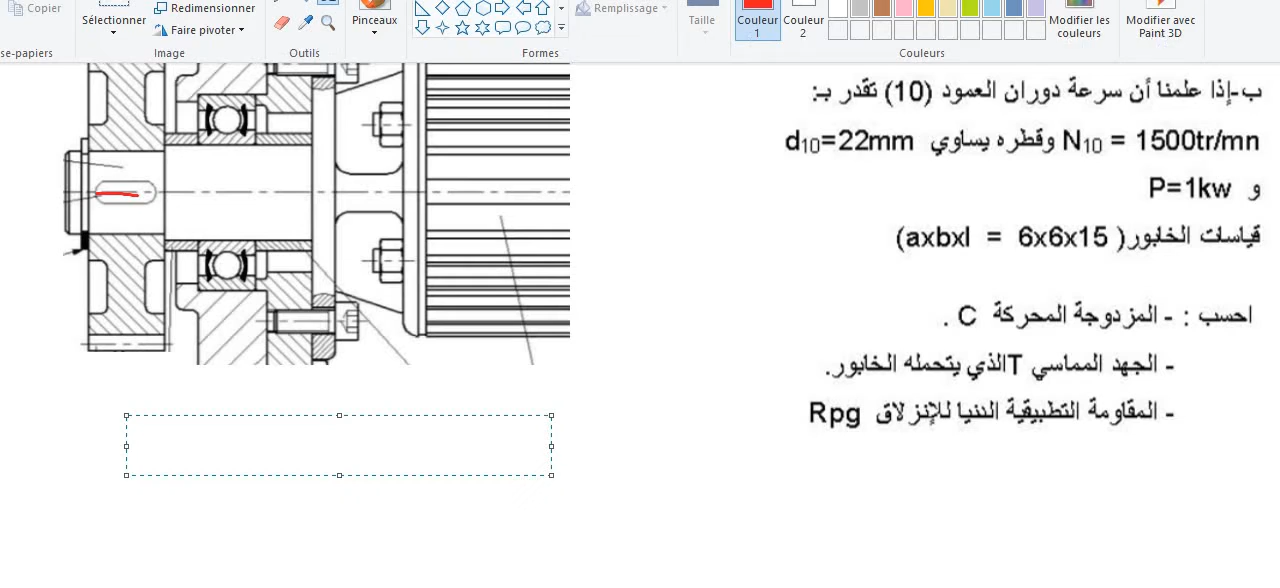 Copier
Sélectionner
Redimensionner
Faire pivoter
Pinceaux
Remplissage
Taille
Couleur 1
Couleur 2
Modifier les couleurs
Modifier avec Paint 3D
se-papiers
Image
Outils
Formes
Couleurs
ب-إذا علمنا أن سرعة دوران العمود (10) تقدر بـ:
N10 = 1500tr/mn وقطره يساوي d10=22mm
و P=1kw
قياسات الخابور( axbxl = 6x6x15)
احسب : - المزدوجة المحركة C .
- الجهد المماسي T الذي يتحمله الخابور.
- المقاومة التطبيقية الدنيا للإنزلاق Rpg